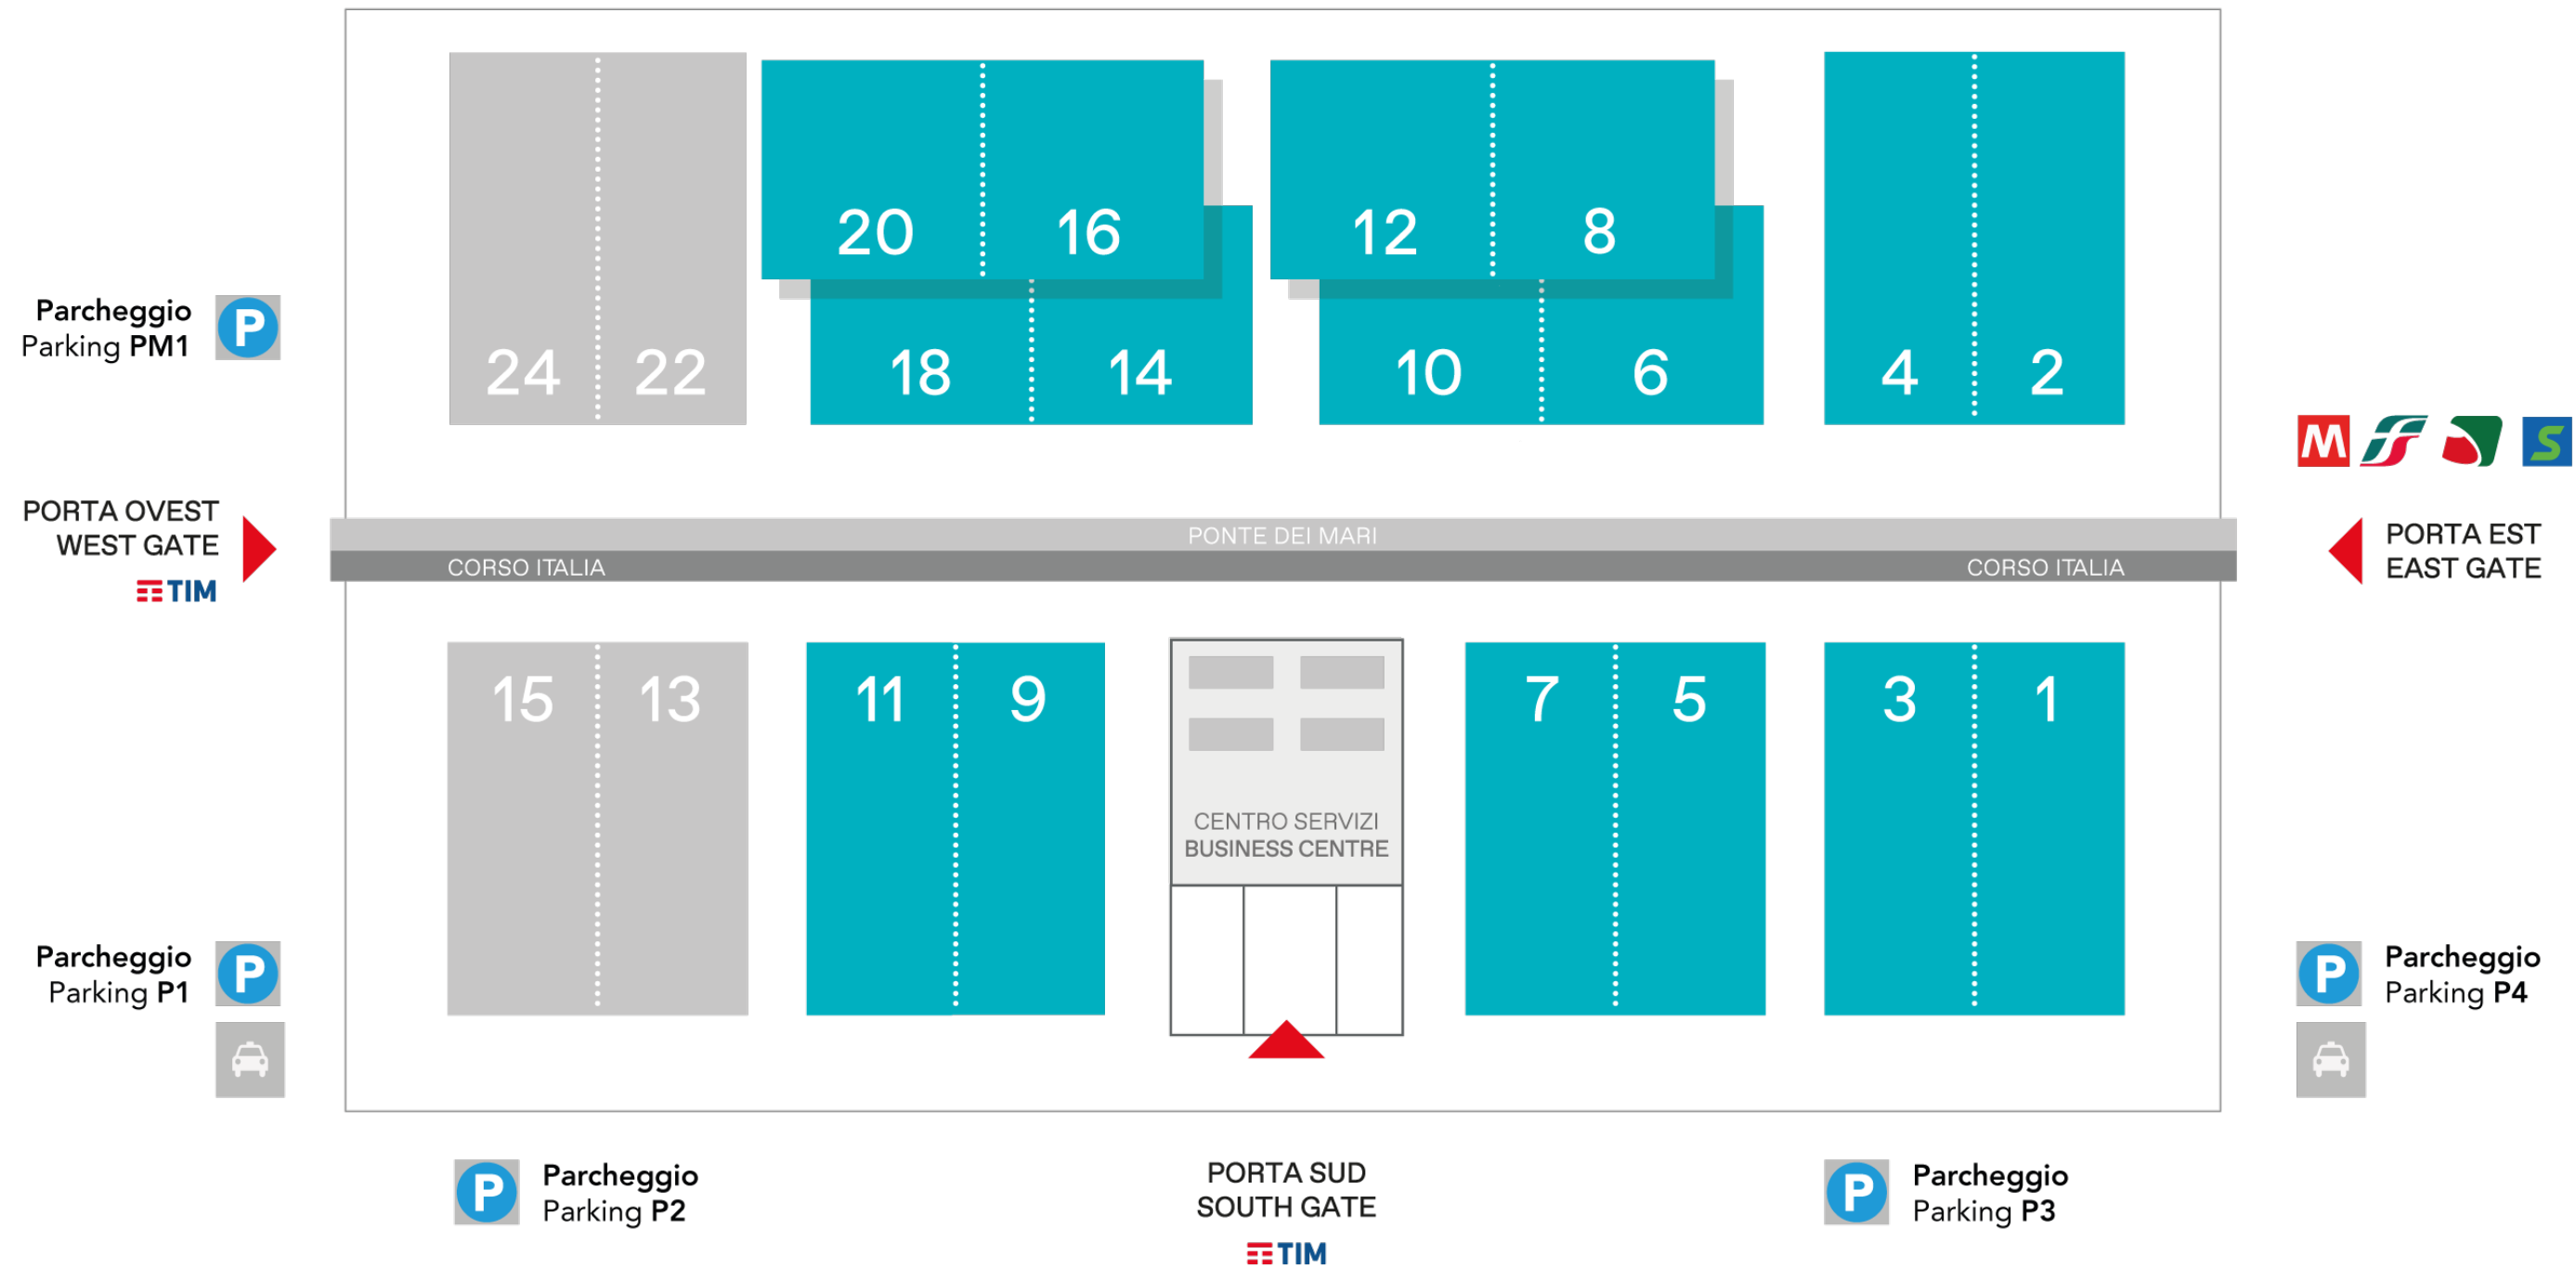 20 16
12 8
24 22
18 14
10 6
4 2
Parcheggio
Parking PM1
P
M
S
PORTA OVEST
WEST GATE
TIM
PONTE DEI MARI
CORSO ITALIA
CORSO ITALIA
PORTA EST
EAST GATE
15 13
11 9
7 5
3 1
CENTRO SERVIZI
BUSINESS CENTRE
Parcheggio
Parking P1
P
P
Parcheggio
Parking P4
P
Parcheggio
Parking P2
PORTA SUD
SOUTH GATE
TIM
P
Parcheggio
Parking P3